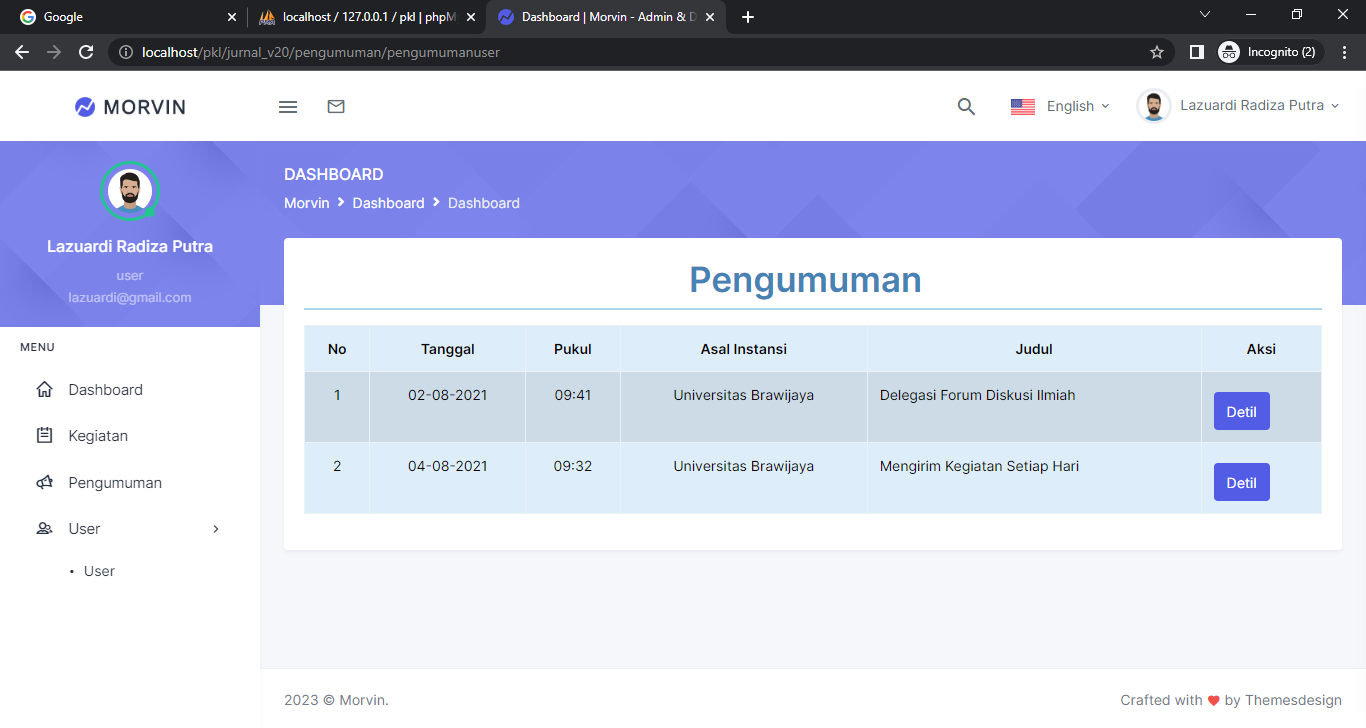 Google
localhost / 127.0.0.1 / pkl | phpM
Dashboard | Morvin - Admin & D
localhost/pkl/jurnal_v20/pengumuman/pengumumanuser
Incognito (2)
MORVIN
English
Lazuardi Radiza Putra
Lazuardi Radiza Putra
user
lazuardi@gmail.com
MENU
Dashboard
Kegiatan
Pengumuman
User
• User
DASHBOARD
Morvin > Dashboard > Dashboard
Pengumuman
No Tanggal Pukul Asal Instansi Judul Aksi
1 02-08-2021 09:41 Universitas Brawijaya Delegasi Forum Diskusi Ilmiah Detil
2 04-08-2021 09:32 Universitas Brawijaya Mengirim Kegiatan Setiap Hari Detil
2023 © Morvin.
Crafted with ❤ by Themesdesign